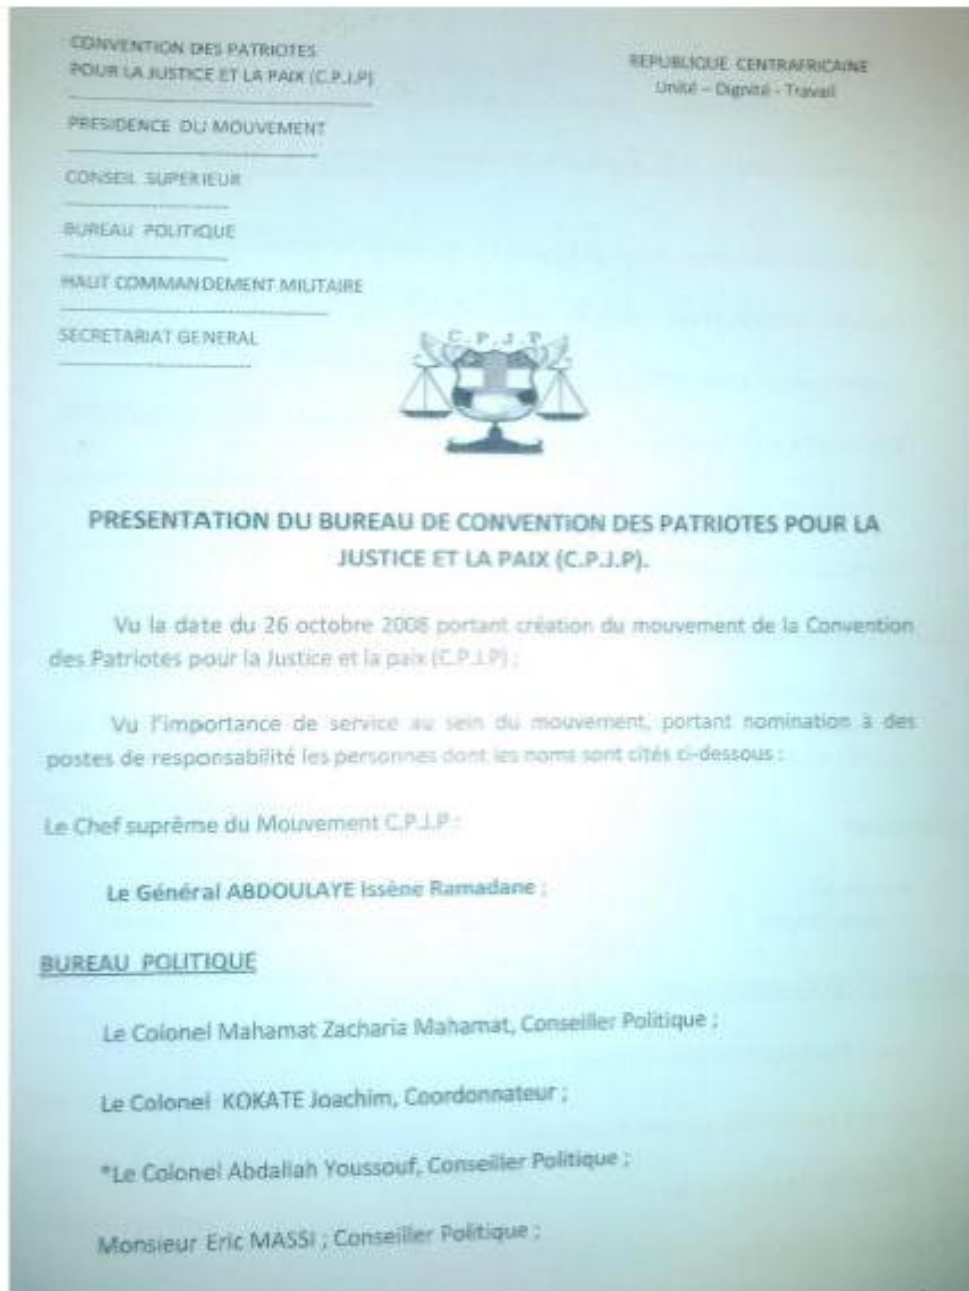 CONVENTION DES PATRIOTES
POUR LA JUSTICE ET LA PAIX (C.P.J.P)
REPUBLIQUE CENTRAFRICAINE
Unité – Dignité - Travail
PRESIDENCE DU MOUVEMENT
CONSEIL SUPERIEUR
BUREAU POLITIQUE
HAUT COMMANDEMENT MILITAIRE
SECRETARIAT GENERAL
C.P.J.P
PRESENTATION DU BUREAU DE CONVENTION DES PATRIOTES POUR LA
JUSTICE ET LA PAIX (C.P.J.P).
Vu la date du 26 octobre 2008 portant création du mouvement de la Convention
des Patriotes pour la Justice et la paix (C.P.J.P) ;
Vu l'importance de service au sein du mouvement, portant nomination à des
postes de responsabilité les personnes dont les noms sont cités ci-dessous :
Le Chef suprême du Mouvement C.P.J.P :
Le Général ABDOULAYE Issène Ramadane ;
BUREAU POLITIQUE
Le Colonel Mahamat Zacharia Mahamat, Conseiller Politique ;
Le Colonel KOKATE Joachim, Coordonnateur ;
*Le Colonel Abdallah Youssouf, Conseiller Politique ;
Monsieur Eric MASSI ; Conseiller Politique ;